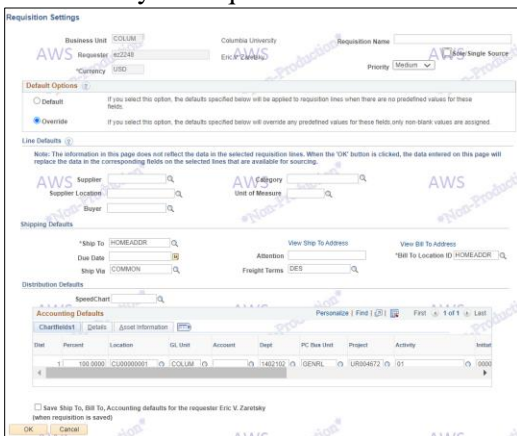 Requisition Settings
Business Unit COLUM Columbia University Requisition Name
Requester ez2248 Eric V. Zaretsky Sole/Single Source
*Currency USD Priority Medium
Default Options
Default If you select this option, the defaults specified below will be applied to requisition lines when there are no predefined values for these
fields.
Override If you select this option, the defaults specified below will override any predefined values for these fields only non-blank values are assigned.
Line Defaults
Note: The information in this page does not reflect the data in the selected requisition lines. When the 'OK' button is clicked, the data entered on this page will
replace the data in the corresponding fields on the selected lines that are available for sourcing.
Supplier Category
Supplier Location Unit of Measure
Buyer
Shipping Defaults
*Ship To HOMEADDR View Ship To Address View Bill To Address
Due Date Attention *Bill To Location ID HOMEADDR
Ship Via COMMON Freight Terms DES
Distribution Defaults
SpeedChart
Accounting Defaults Personalize | Find | First 1 of 1 Last
Chartfields1 Details Asset Information
Dist Percent Location GL Unit Account Dept PC Bus Unit Project Activity Initiat
1 100.0000 CU00000001 COLUM 1402102 GENRL UR004672 01 0000
Save Ship To, Bill To, Accounting defaults for the requester Eric V. Zaretsky
(when requisition is saved)
OK Cancel
AWS
*Non-Production*